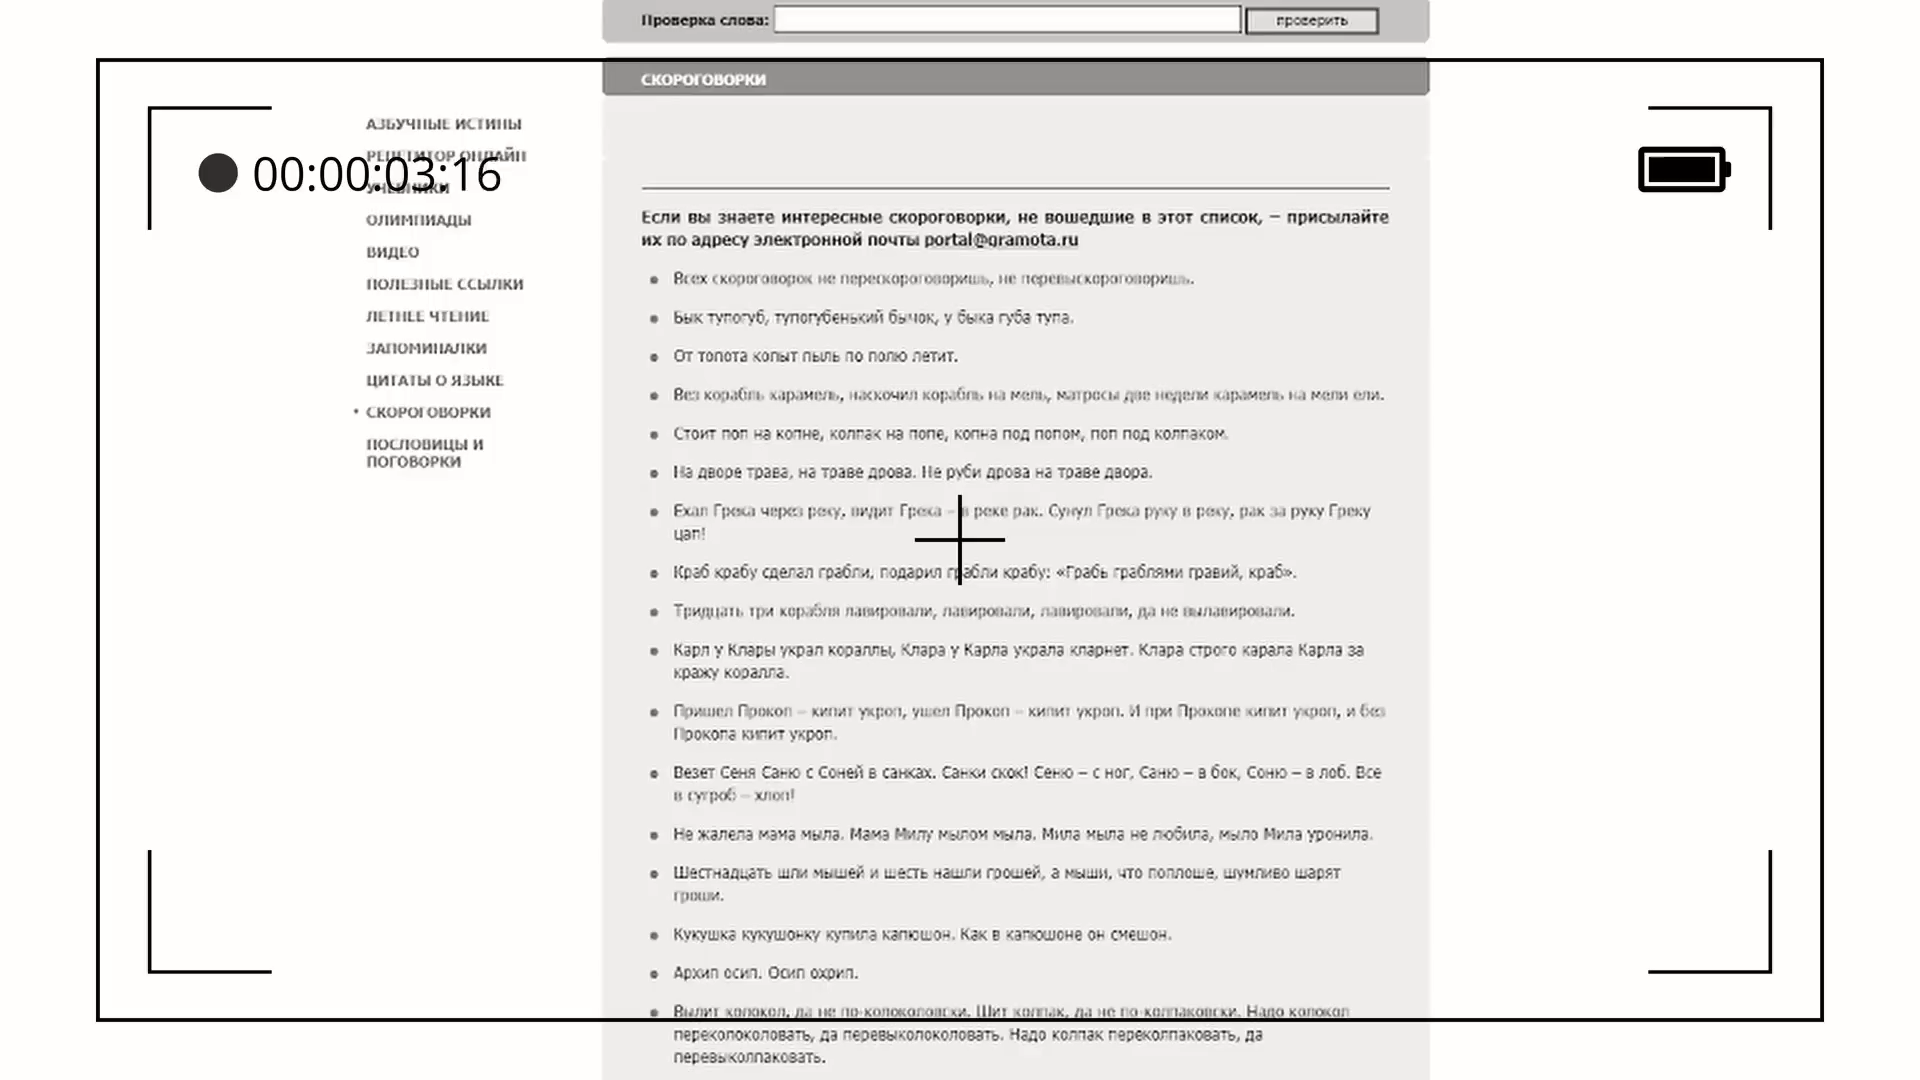 Проверка слова:
проверить
СКОРОГОВОРКИ
АЗБУЧНЫЕ ИСТИНЫ
РЕПЕТИТОР ОНЛАЙН
00:00:03:16
УЧЕБНИКИ
ОЛИМПИАДЫ
ВИДЕО
ПОЛЕЗНЫЕ ССЫЛКИ
ЛЕТНЕЕ ЧТЕНИЕ
ЗАПОМИНАЛКИ
ЦИТАТЫ О ЯЗЫКЕ
СКОРОГОВОРКИ
ПОСЛОВИЦЫ И
ПОГОВОРКИ
Если вы знаете интересные скороговорки, не вошедшие в этот список, – присылайте
их по адресу электронной почты portal@gramota.ru
Всех скороговорок не перескороговоришь, не перевыскороговоришь.
Бык тупогуб, тупогубенький бычок, у быка губа тупа.
От топота копыт пыль по полю летит.
Вез корабль карамель, наскочил корабль на мель, матросы две недели карамель на мели ели.
Стоит поп на копне, колпак на попе, копна под попом, поп под колпаком.
На дворе трава, на траве дрова. Не руби дрова на траве двора.
Ехал Грека через реку, видит Грека – в реке рак. Сунул Грека руку в реку, рак за руку Греку
цап!
Краб крабу сделал грабли, подарил грабли крабу: «Грабь граблями гравий, краб».
Тридцать три корабля лавировали, лавировали, лавировали, да не вылавировали.
Карл у Клары украл кораллы, Клара у Карла украла кларнет. Клара строго карала Карла за
кражу коралла.
Пришел Прокоп – кипит укроп, ушел Прокоп – кипит укроп. И при Прокопе кипит укроп, и без
Прокопа кипит укроп.
Везет Сеня Саню с Соней в санках. Санки скок! Сеню – с ног, Саню – в бок, Соню – в лоб. Все
в сугроб – хлоп!
Не жалела мама мыла. Мама Милу мылом мыла. Мила мыла не любила, мыло Мила уронила.
Шестнадцать шли мышей и шесть нашли грошей, а мыши, что поплоше, шумливо шарят
гроши.
Кукушка кукушонку купила капюшон. Как в капюшоне он смешон.
Архип осип. Осип охрип.
Вылит колокол, да не по-колоколовски. Шит колпак, да не по-колпаковски. Надо колокол
переколоколовать, да перевыколоколовать. Надо колпак переколпаковать, да
перевыколпаковать.